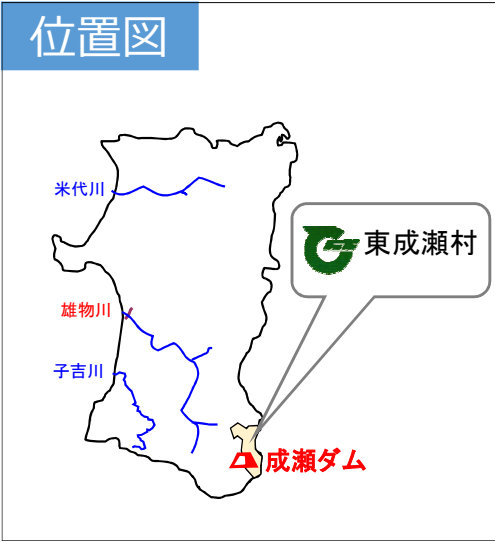 位置図
米代川
東成瀬村
雄物川
子吉川
成瀬ダム